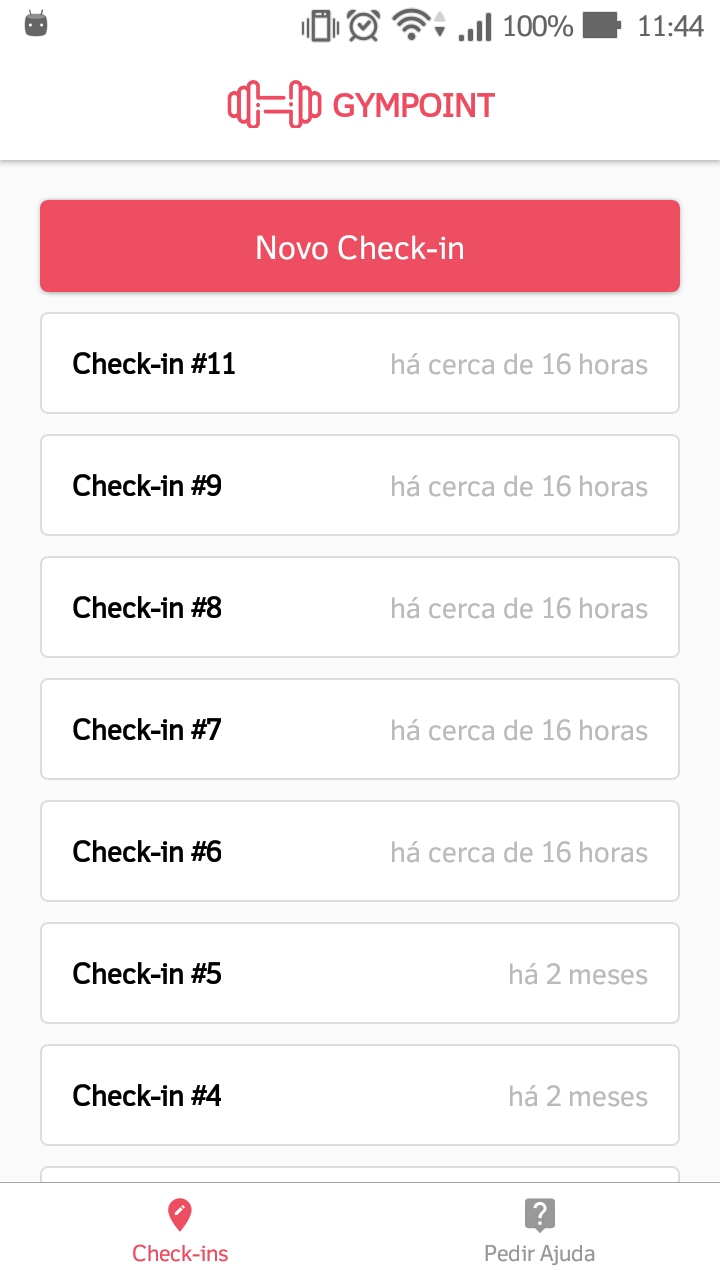 100% 11:44
GYMPOINT
Novo Check-in
Check-in #11 há cerca de 16 horas
Check-in #9 há cerca de 16 horas
Check-in #8 há cerca de 16 horas
Check-in #7 há cerca de 16 horas
Check-in #6 há cerca de 16 horas
Check-in #5 há 2 meses
Check-in #4 há 2 meses
Check-ins Pedir Ajuda